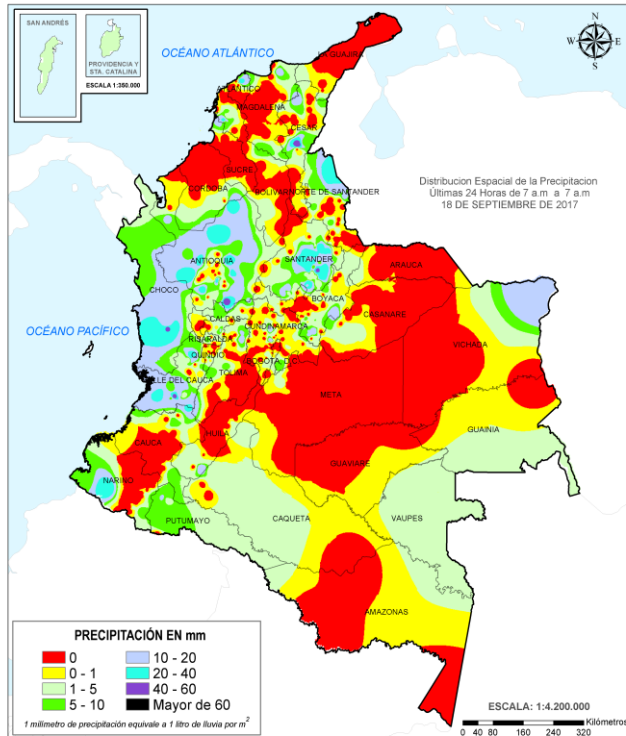 SAN ANDRÉS
PROVIDENCIA Y
STA. CATALINA
ESCALA 1:380.000
OCÉANO ATLÁNTICO
N
W E
S
LA GUAJIRA
ATLANTICO
MAGDALENA
CESAR
Distribucion Espacial de la Precipitacion
Últimas 24 Horas de 7 a.m a 7 a.m
18 DE SEPTIEMBRE DE 2017
SUCRE
CORDOBA
BOLIVAR
NORTE DE SANTANDER
ANTIOQUIA
SANTANDER
ARAUCA
CHOCO
BOYACA
CASANARE
OCÉANO PACÍFICO
CALDAS
CUNDINAMARCA
RISARALDA
VICHADA
QUINDIO
BOGOTA, D.C.
TOLIMA
VALLE DEL CAUCA
META
GUAINIA
CAUCA
HUILA
GUAVIARE
NARIÑO
PUTUMAYO
CAQUETA
VAUPES
AMAZONAS
PRECIPITACIÓN EN mm
0
10 - 20
0 - 1
20 - 40
1 - 5
40 - 60
5 - 10
Mayor de 60
1 milimetro de precipitación equivale a 1 litro de lluvia por m²
ESCALA: 1:4.200.000
Kilómetros
0 40 80 160 240 320